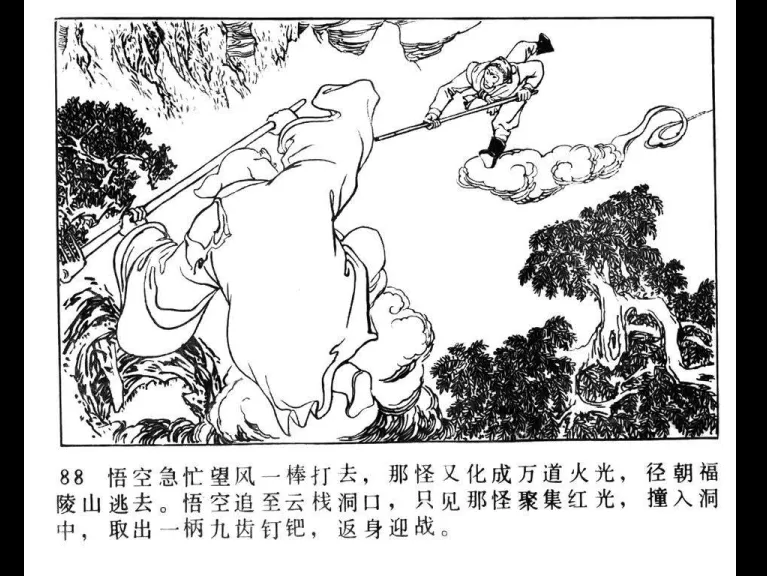 88 悟空急忙望风一棒打去，那怪又化成万道火光，径朝福
陵山逃去。悟空追至云栈洞口，只见那怪聚集红光，撞入洞
中，取出一柄九齿钉钯，返身迎战。